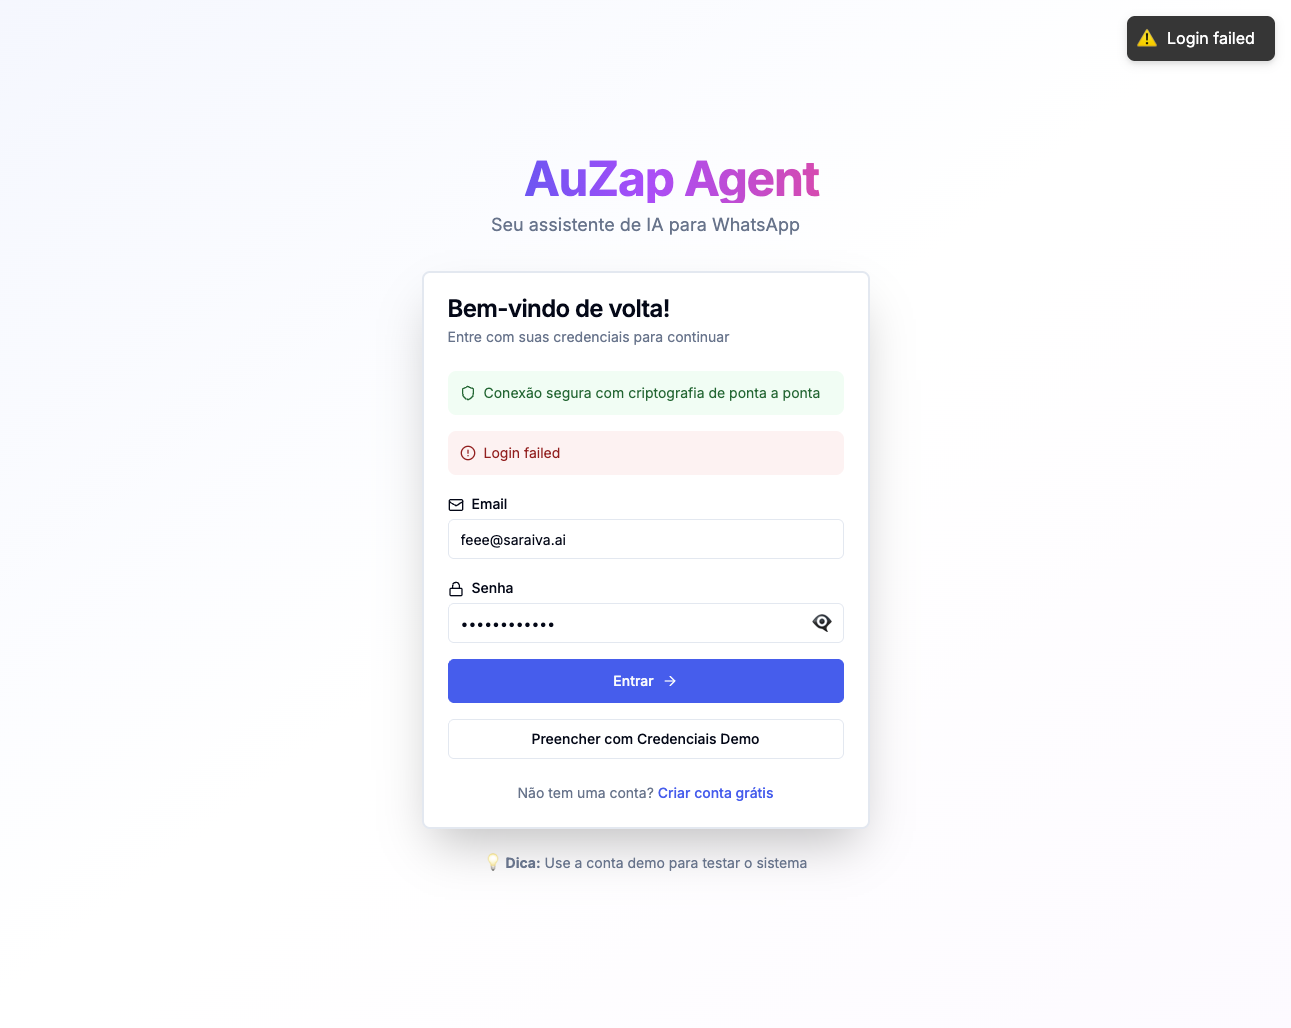 Login failed
AuZap Agent
Seu assistente de IA para WhatsApp
Bem-vindo de volta!
Entre com suas credenciais para continuar
Conexão segura com criptografia de ponta a ponta
Login failed
Email
feee@saraiva.ai
Senha
••••••••••••
Entrar →
Preencher com Credenciais Demo
Não tem uma conta? Criar conta grátis
💡 Dica: Use a conta demo para testar o sistema